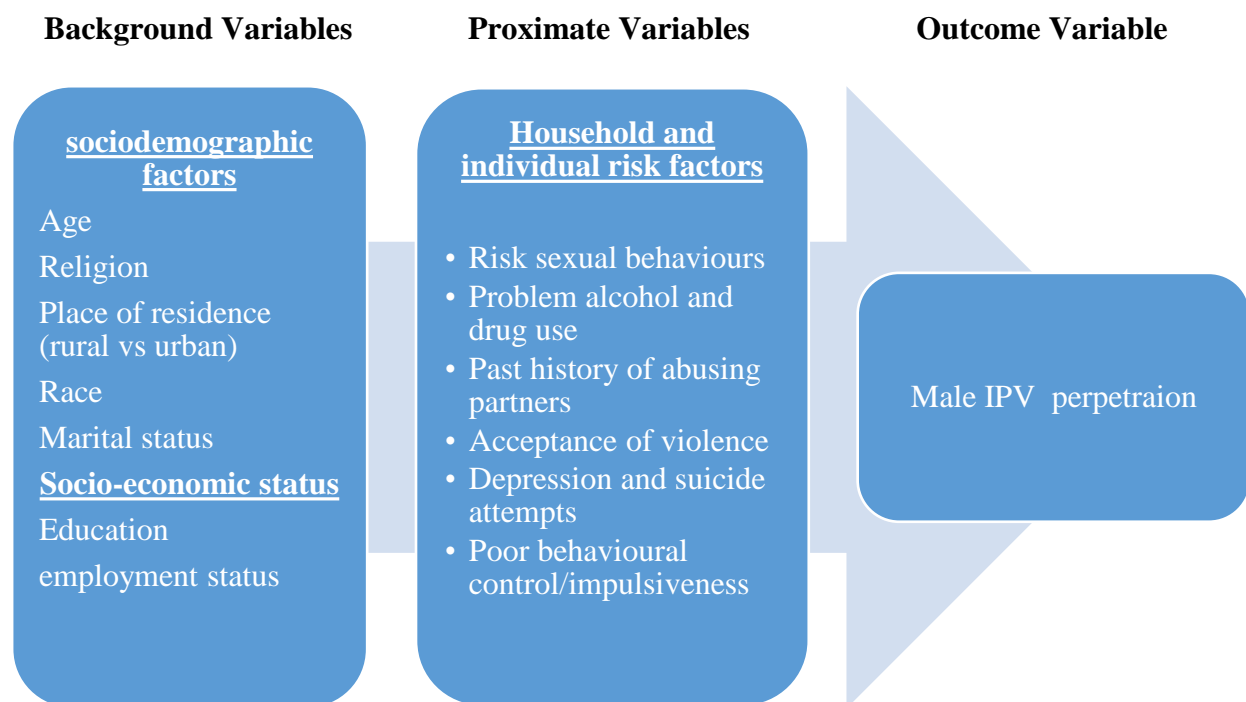 Background Variables
Proximate Variables
Outcome Variable
sociodemographic
factors
Age
Religion
Place of residence
(rural vs urban)
Race
Marital status
Socio-economic status
Education
employment status
Household and
individual risk factors
• Risk sexual behaviours
• Problem alcohol and
drug use
• Past history of abusing
partners
• Acceptance of violence
• Depression and suicide
attempts
• Poor behavioural
control/impulsiveness
Male IPV perpetraion